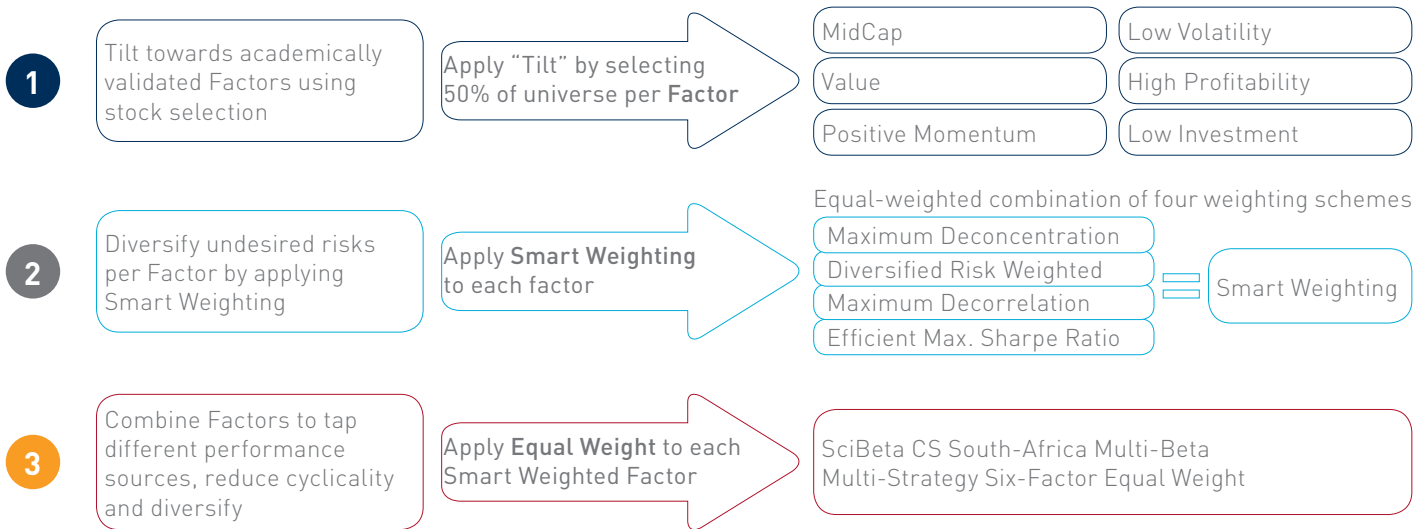 1
Tilt towards academically
validated Factors using
stock selection
Apply “Tilt” by selecting
50% of universe per Factor
MidCap
Low Volatility
Value
High Profitability
Positive Momentum
Low Investment
2
Diversify undesired risks
per Factor by applying
Smart Weighting
Apply Smart Weighting
to each factor
Equal-weighted combination of four weighting schemes
Maximum Deconcentration
Diversified Risk Weighted
Maximum Decorrelation
Efficient Max. Sharpe Ratio
Smart Weighting
3
Combine Factors to tap
different performance
sources, reduce cyclicality
and diversify
Apply Equal Weight to each
Smart Weighted Factor
SciBeta CS South-Africa Multi-Beta
Multi-Strategy Six-Factor Equal Weight